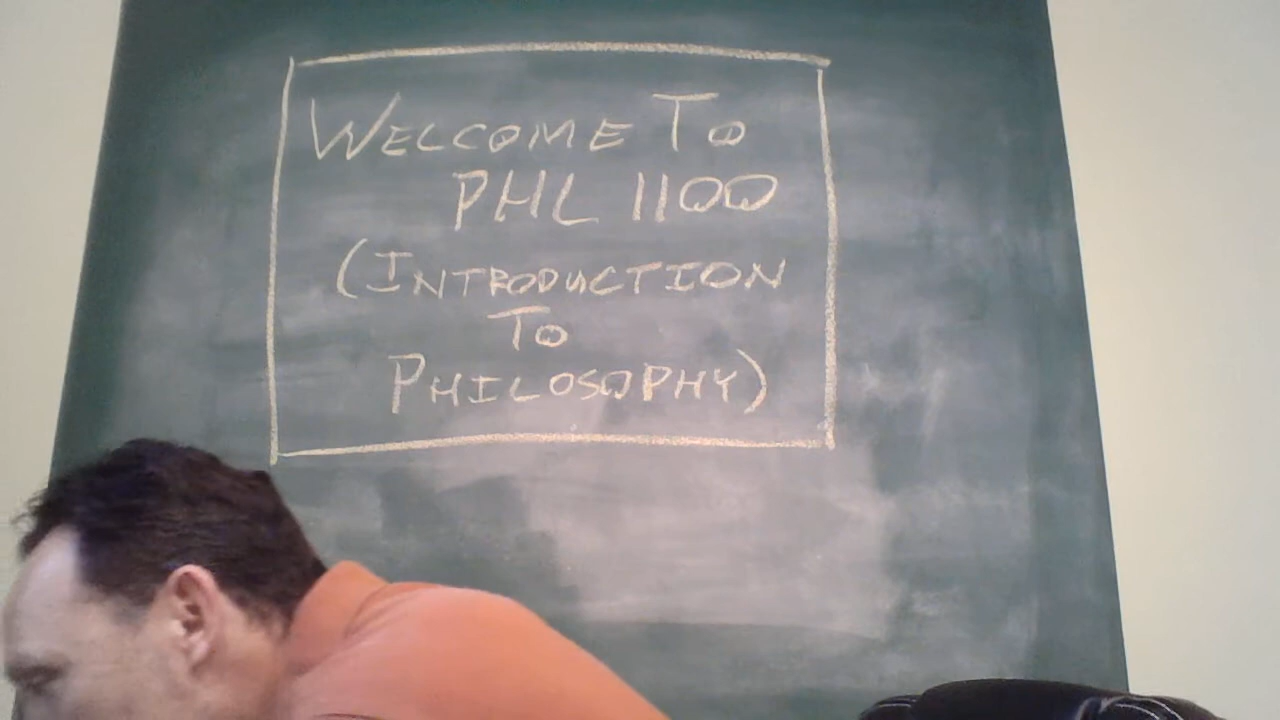 WELCOME TO
PHL 1100
(INTRODUCTION
TO
PHILOSOPHY)